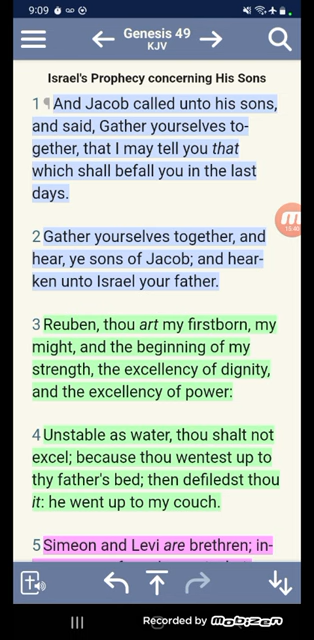 9:09
Genesis 49
KJV
Israel's Prophecy concerning His Sons
1 ¶ And Jacob called unto his sons,
and said, Gather yourselves to-
gether, that I may tell you that
which shall befall you in the last
days.
2 Gather yourselves together, and
hear, ye sons of Jacob; and hear-
ken unto Israel your father.
3 Reuben, thou art my firstborn, my
might, and the beginning of my
strength, the excellency of dignity,
and the excellency of power:
4 Unstable as water, thou shalt not
excel; because thou wentest up to
thy father's bed; then defiledst thou
it: he went up to my couch.
5 Simeon and Levi are brethren; in-
Recorded by Mobizen